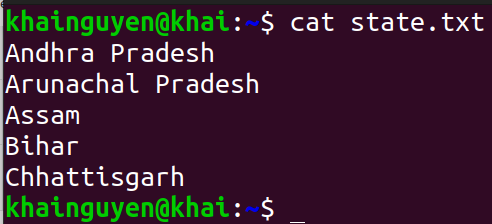 khainguyen@khai:~$ cat state.txt
Andhra Pradesh
Arunachal Pradesh
Assam
Bihar
Chhattisgarh
khainguyen@khai:~$ _